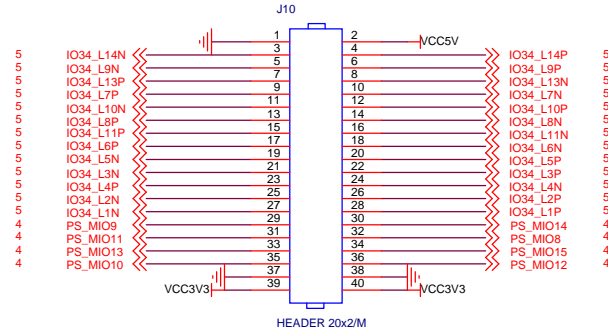 J10
1 2 VCC5V
5 IO34_L14N 3 4 IO34_L14P 5
5 IO34_L9N 5 6 IO34_L9P 5
5 IO34_L13P 7 8 IO34_L13N 5
5 IO34_L7P 9 10 IO34_L7N 5
5 IO34_L10N 11 12 IO34_L10P 5
5 IO34_L8P 13 14 IO34_L8N 5
5 IO34_L11P 15 16 IO34_L11N 5
5 IO34_L6P 17 18 IO34_L6N 5
5 IO34_L5N 19 20 IO34_L5P 5
5 IO34_L3N 21 22 IO34_L3P 5
5 IO34_L4P 23 24 IO34_L4N 5
5 IO34_L2N 25 26 IO34_L2P 5
5 IO34_L1N 27 28 IO34_L1P 5
4 PS_MIO9 29 30 PS_MIO14 4
4 PS_MIO11 31 32 PS_MIO8 4
4 PS_MIO13 33 34 PS_MIO15 4
4 PS_MIO10 35 36 PS_MIO12 4
37 38
VCC3V3 39 40 VCC3V3
HEADER 20x2/M